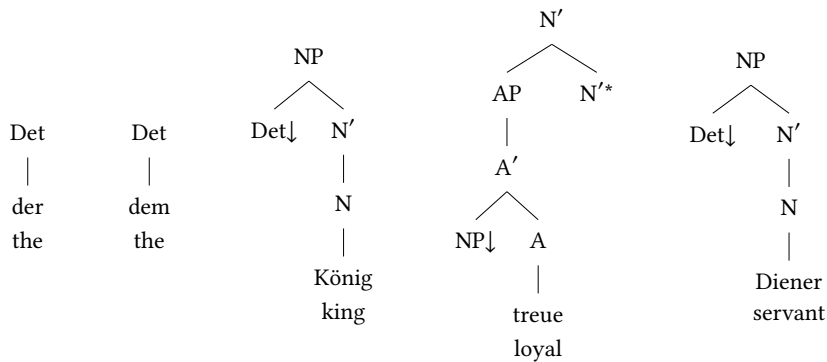 Det
der
the
Det
dem
the
NP
Det↓ N′
N
König
king
N′
AP N′*
A′
NP↓ A
treue
loyal
NP
Det↓ N′
N
Diener
servant